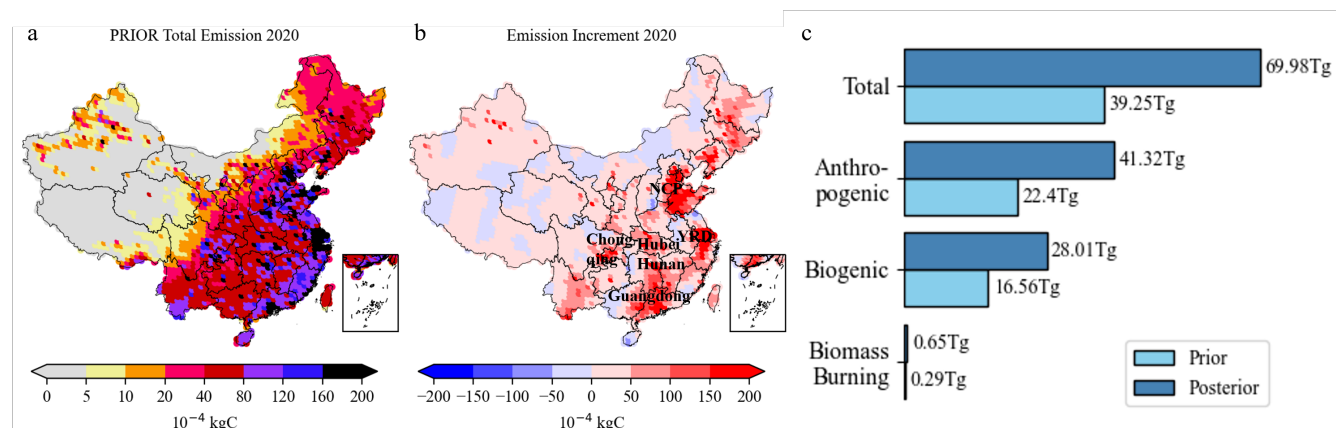 a
PRIOR Total Emission 2020
0 5 10 20 40 80 120 160 200
10⁻⁴ kgC
b
Emission Increment 2020
NCP
YRD
Chong
qing
Hubei
Hunan
Guangdong
−200 −150 −100 −50 0 50 100 150 200
10⁻⁴ kgC
c
Total
69.98Tg
39.25Tg
Anthro-
pogenic
41.32Tg
22.4Tg
Biogenic
28.01Tg
16.56Tg
Biomass
Burning
0.65Tg
0.29Tg
Prior
Posterior